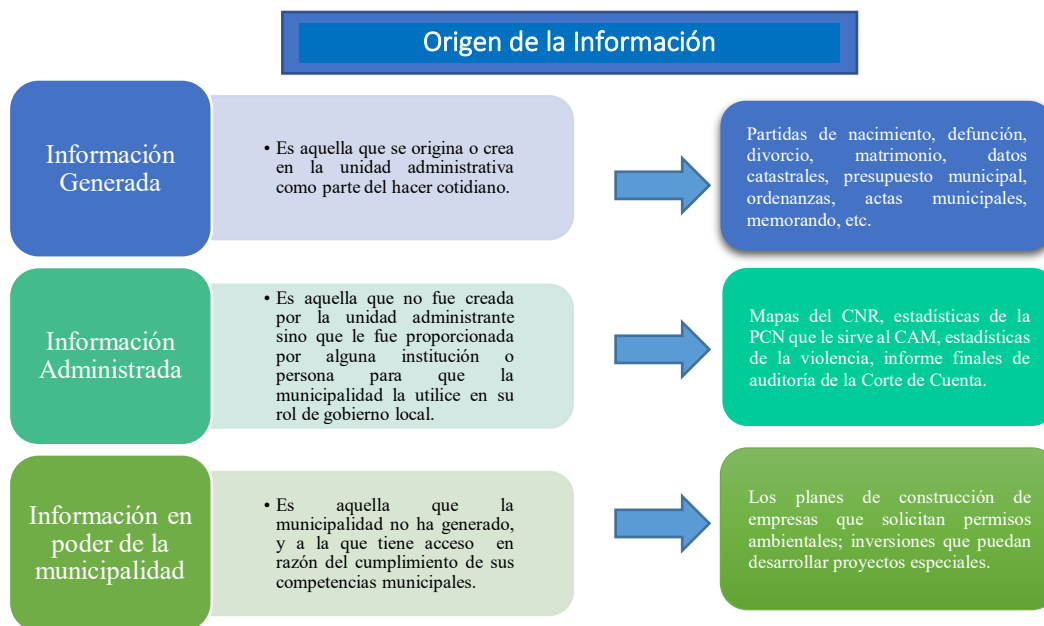 Origen de la Información
Información
Generada
• Es aquella que se origina o crea
en la unidad administrativa
como parte del hacer cotidiano.
Partidas de nacimiento, defunción,
divorcio, matrimonio, datos
catastrales, presupuesto municipal,
ordenanzas, actas municipales,
memorando, etc.
Información
Administrada
• Es aquella que no fue creada
por la unidad administrante
sino que le fue proporcionada
por alguna institución o
persona para que la
municipalidad la utilice en su
rol de gobierno local.
Mapas del CNR, estadísticas de la
PCN que le sirve al CAM, estadísticas
de la violencia, informe finales de
auditoría de la Corte de Cuenta.
Información en
poder de la
municipalidad
• Es aquella que la
municipalidad no ha generado,
y a la que tiene acceso en
razón del cumplimiento de sus
competencias municipales.
Los planes de construcción de
empresas que solicitan permisos
ambientales; inversiones que puedan
desarrollar proyectos especiales.